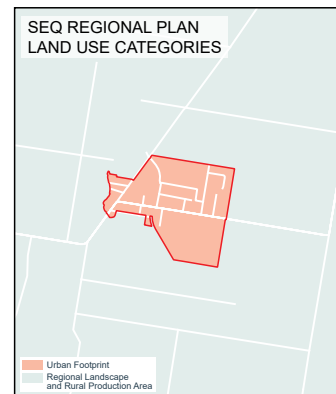 SEQ REGIONAL PLAN
LAND USE CATEGORIES
Urban Footprint
Regional Landscape
and Rural Production Area